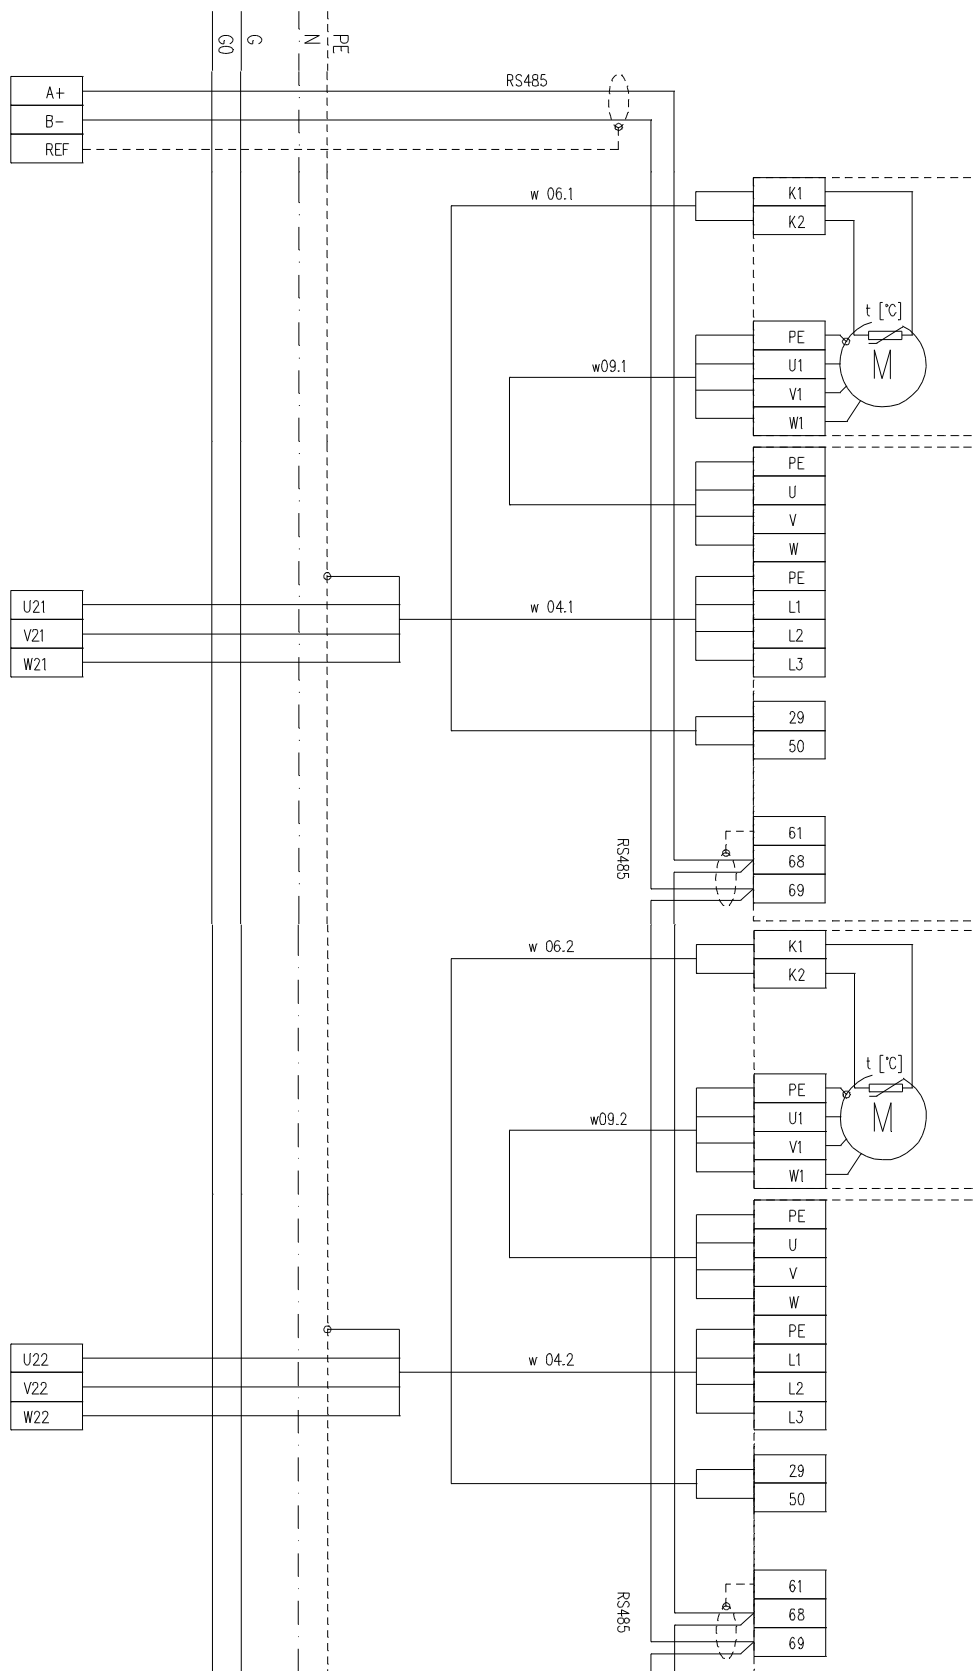 G0
G
N
PE
RS485
A+
B-
REF
w 06.1
K1
K2
t [°C]
M
w09.1
PE
U1
V1
W1
PE
U
V
W
PE
L1
L2
L3
w 04.1
U21
V21
W21
29
50
RS485
61
68
69
w 06.2
K1
K2
t [°C]
M
w09.2
PE
U1
V1
W1
PE
U
V
W
PE
L1
L2
L3
w 04.2
U22
V22
W22
29
50
RS485
61
68
69